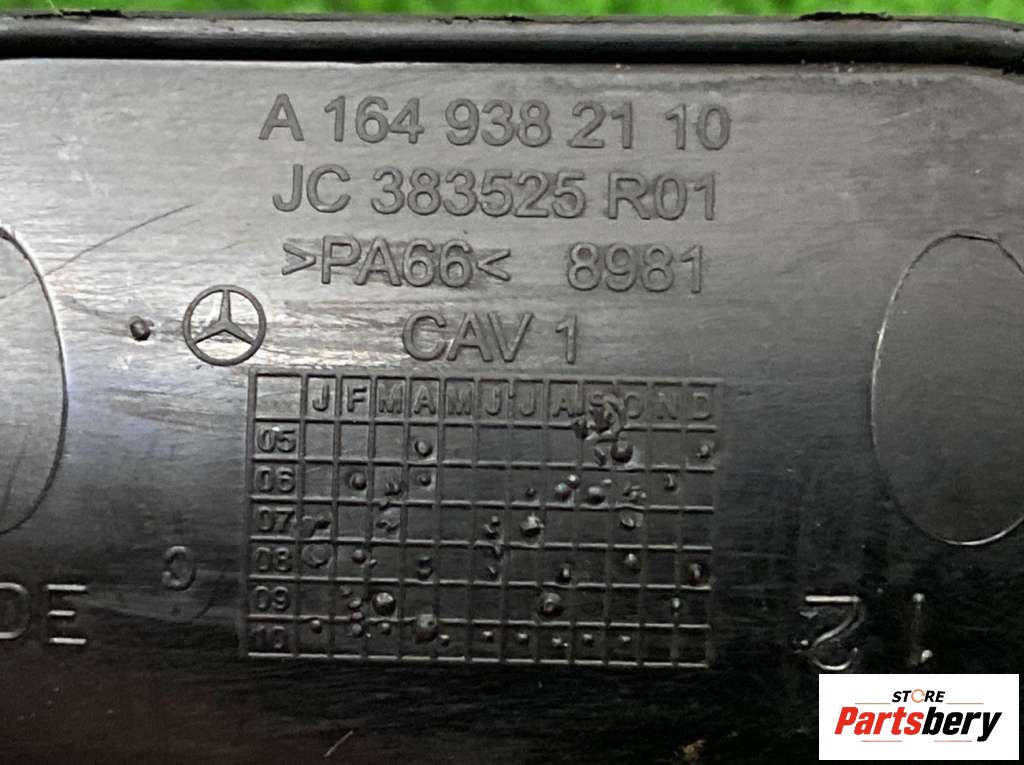 A 164 938 21 10
JC 383525 R01
>PA66< 8981
CAV 1
J F M A M J J A S O N D
05
06
07
08
09
10
DE
STORE
Partsbery